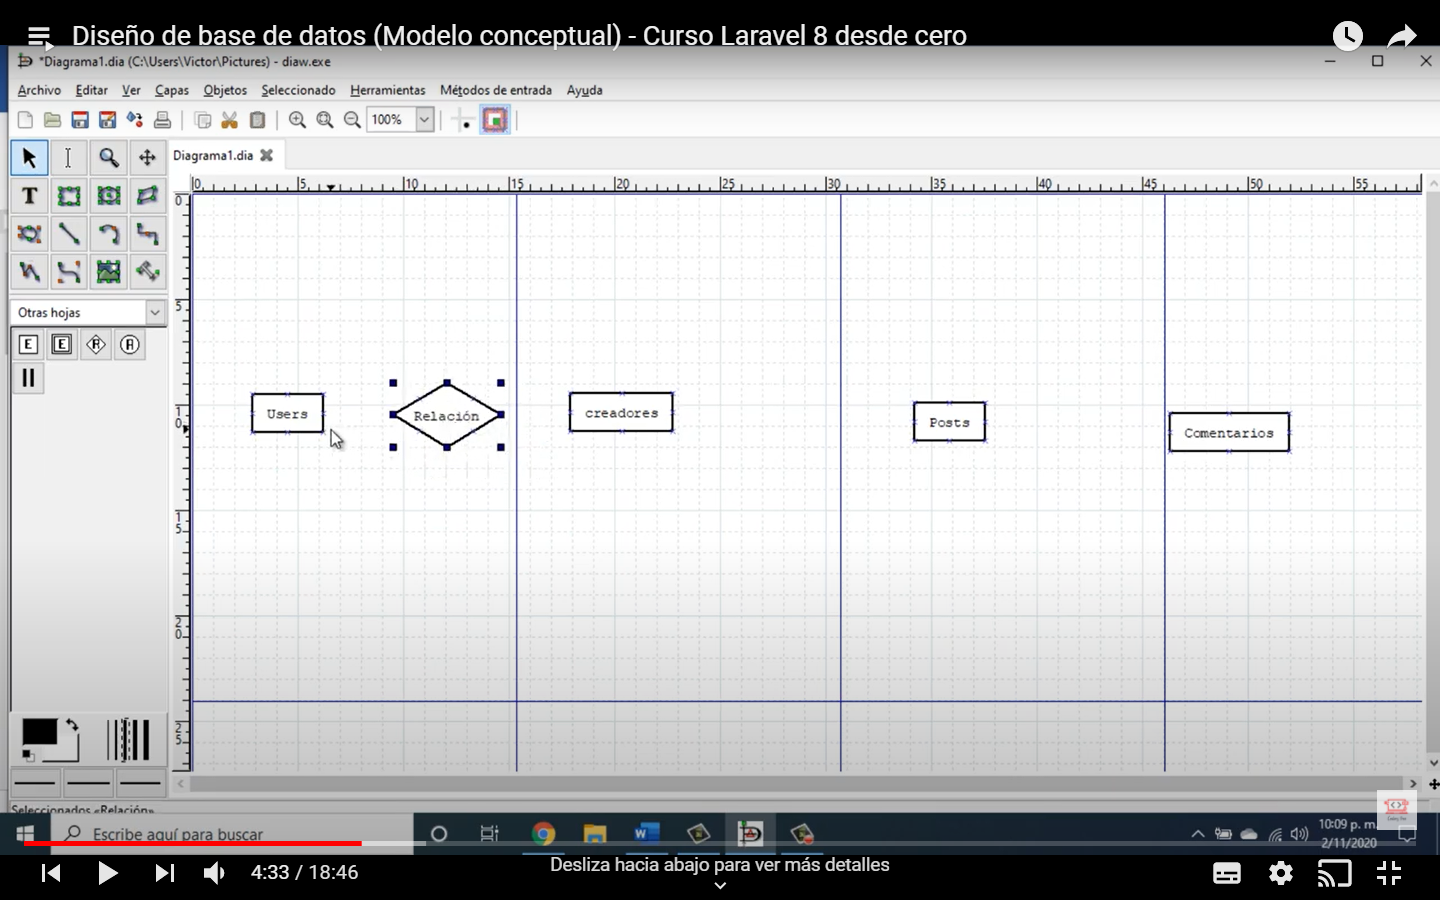 Diseño de base de datos (Modelo conceptual) - Curso Laravel 8 desde cero
*Diagrama1.dia (C:\Users\Victor\Pictures) - diaw.exe
Archivo Editar Ver Capas Objetos Seleccionado Herramientas Métodos de entrada Ayuda
100%
Diagrama1.dia
0 5 10 15 20 25 30 35 40 45 50 55
0
5
10
15
20
25
T
Otras hojas
E E R A
Users Relación creadores Posts Comentarios
Seleccionados «Relación»
Escribe aquí para buscar
10:09 p. m.
2/11/2020
4:33 / 18:46
Desliza hacia abajo para ver más detalles